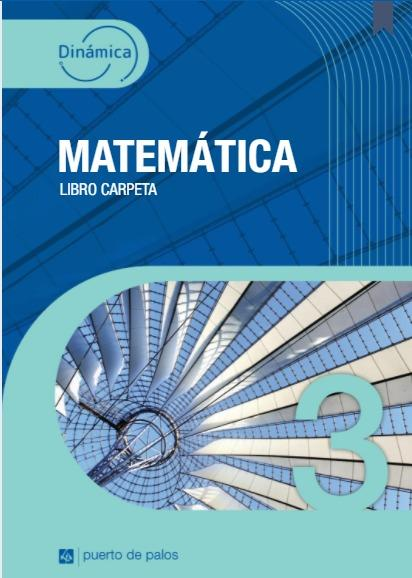 Dinámica
MATEMÁTICA
LIBRO CARPETA
3
puerto de palos